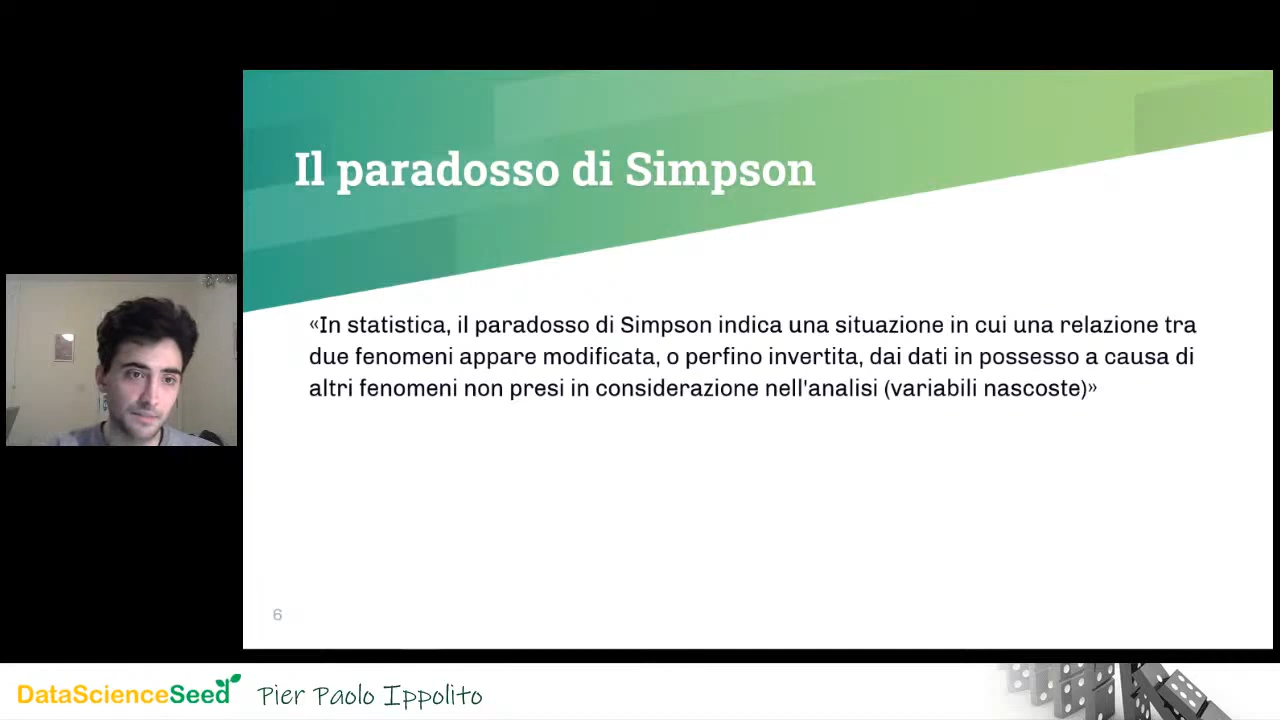 Il paradosso di Simpson
«In statistica, il paradosso di Simpson indica una situazione in cui una relazione tra
due fenomeni appare modificata, o perfino invertita, dai dati in possesso a causa di
altri fenomeni non presi in considerazione nell'analisi (variabili nascoste)»
6
DataScienceSeed Pier Paolo Ippolito